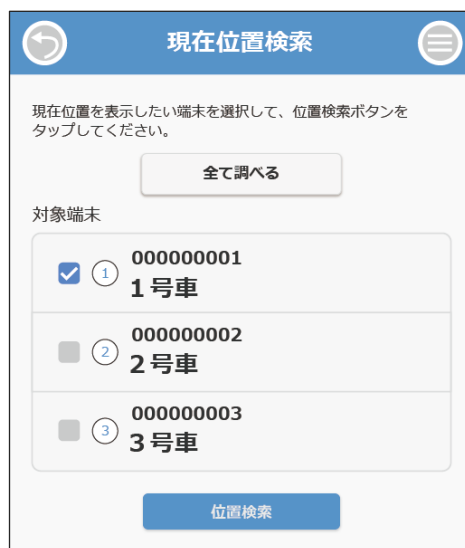 現在位置検索
現在位置を表示したい端末を選択して、位置検索ボタンを
タップしてください。
全て調べる
対象端末
1
000000001
1号車
2
000000002
2号車
3
000000003
3号車
位置検索